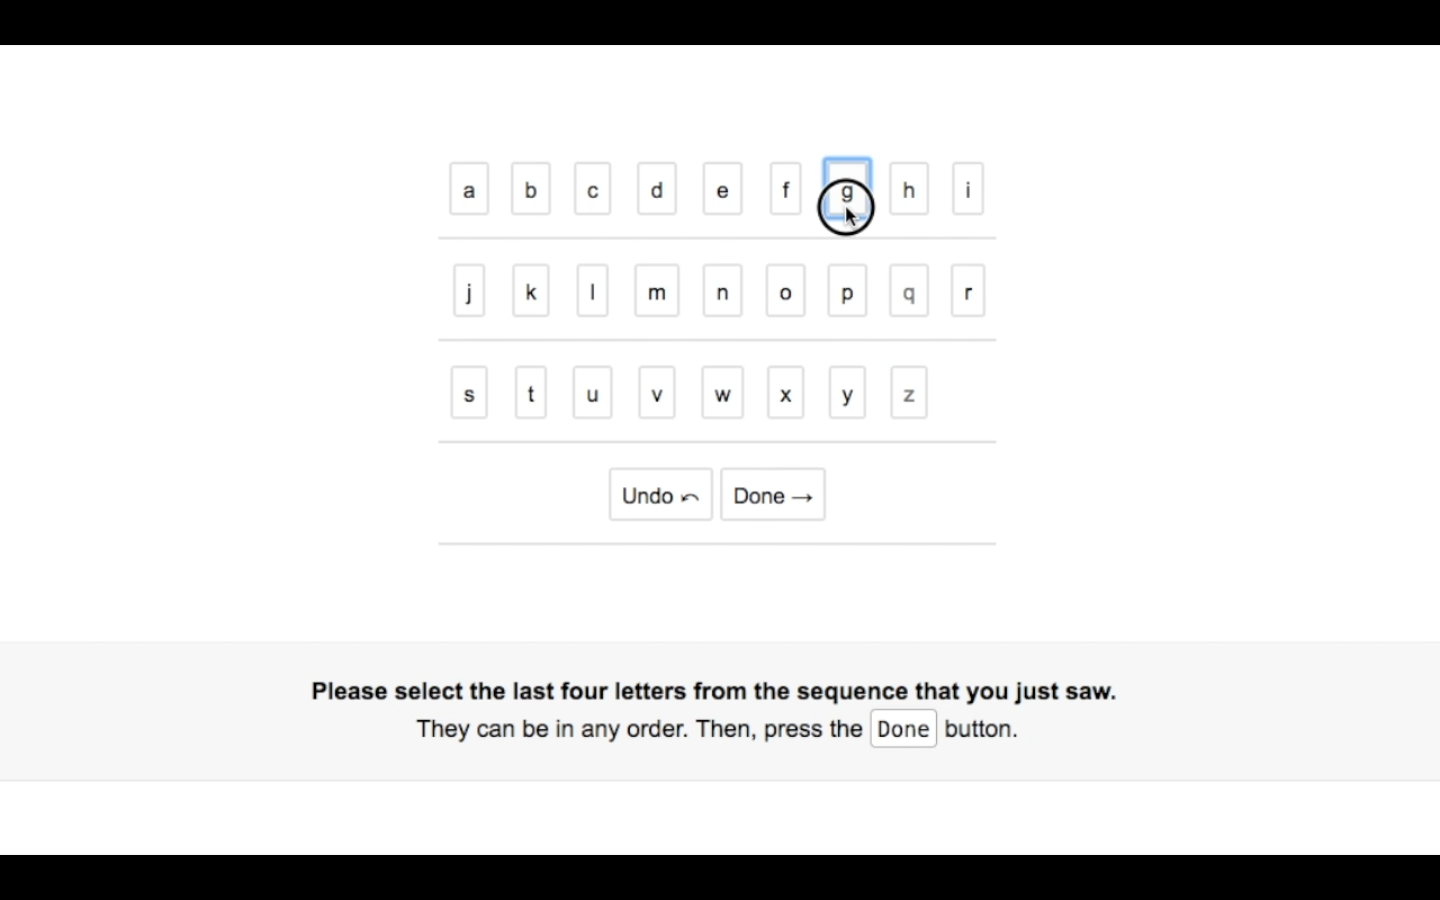 a b c d e f g h i
j k l m n o p q r
s t u v w x y z
Undo ↶ Done →
Please select the last four letters from the sequence that you just saw.
They can be in any order. Then, press the Done button.